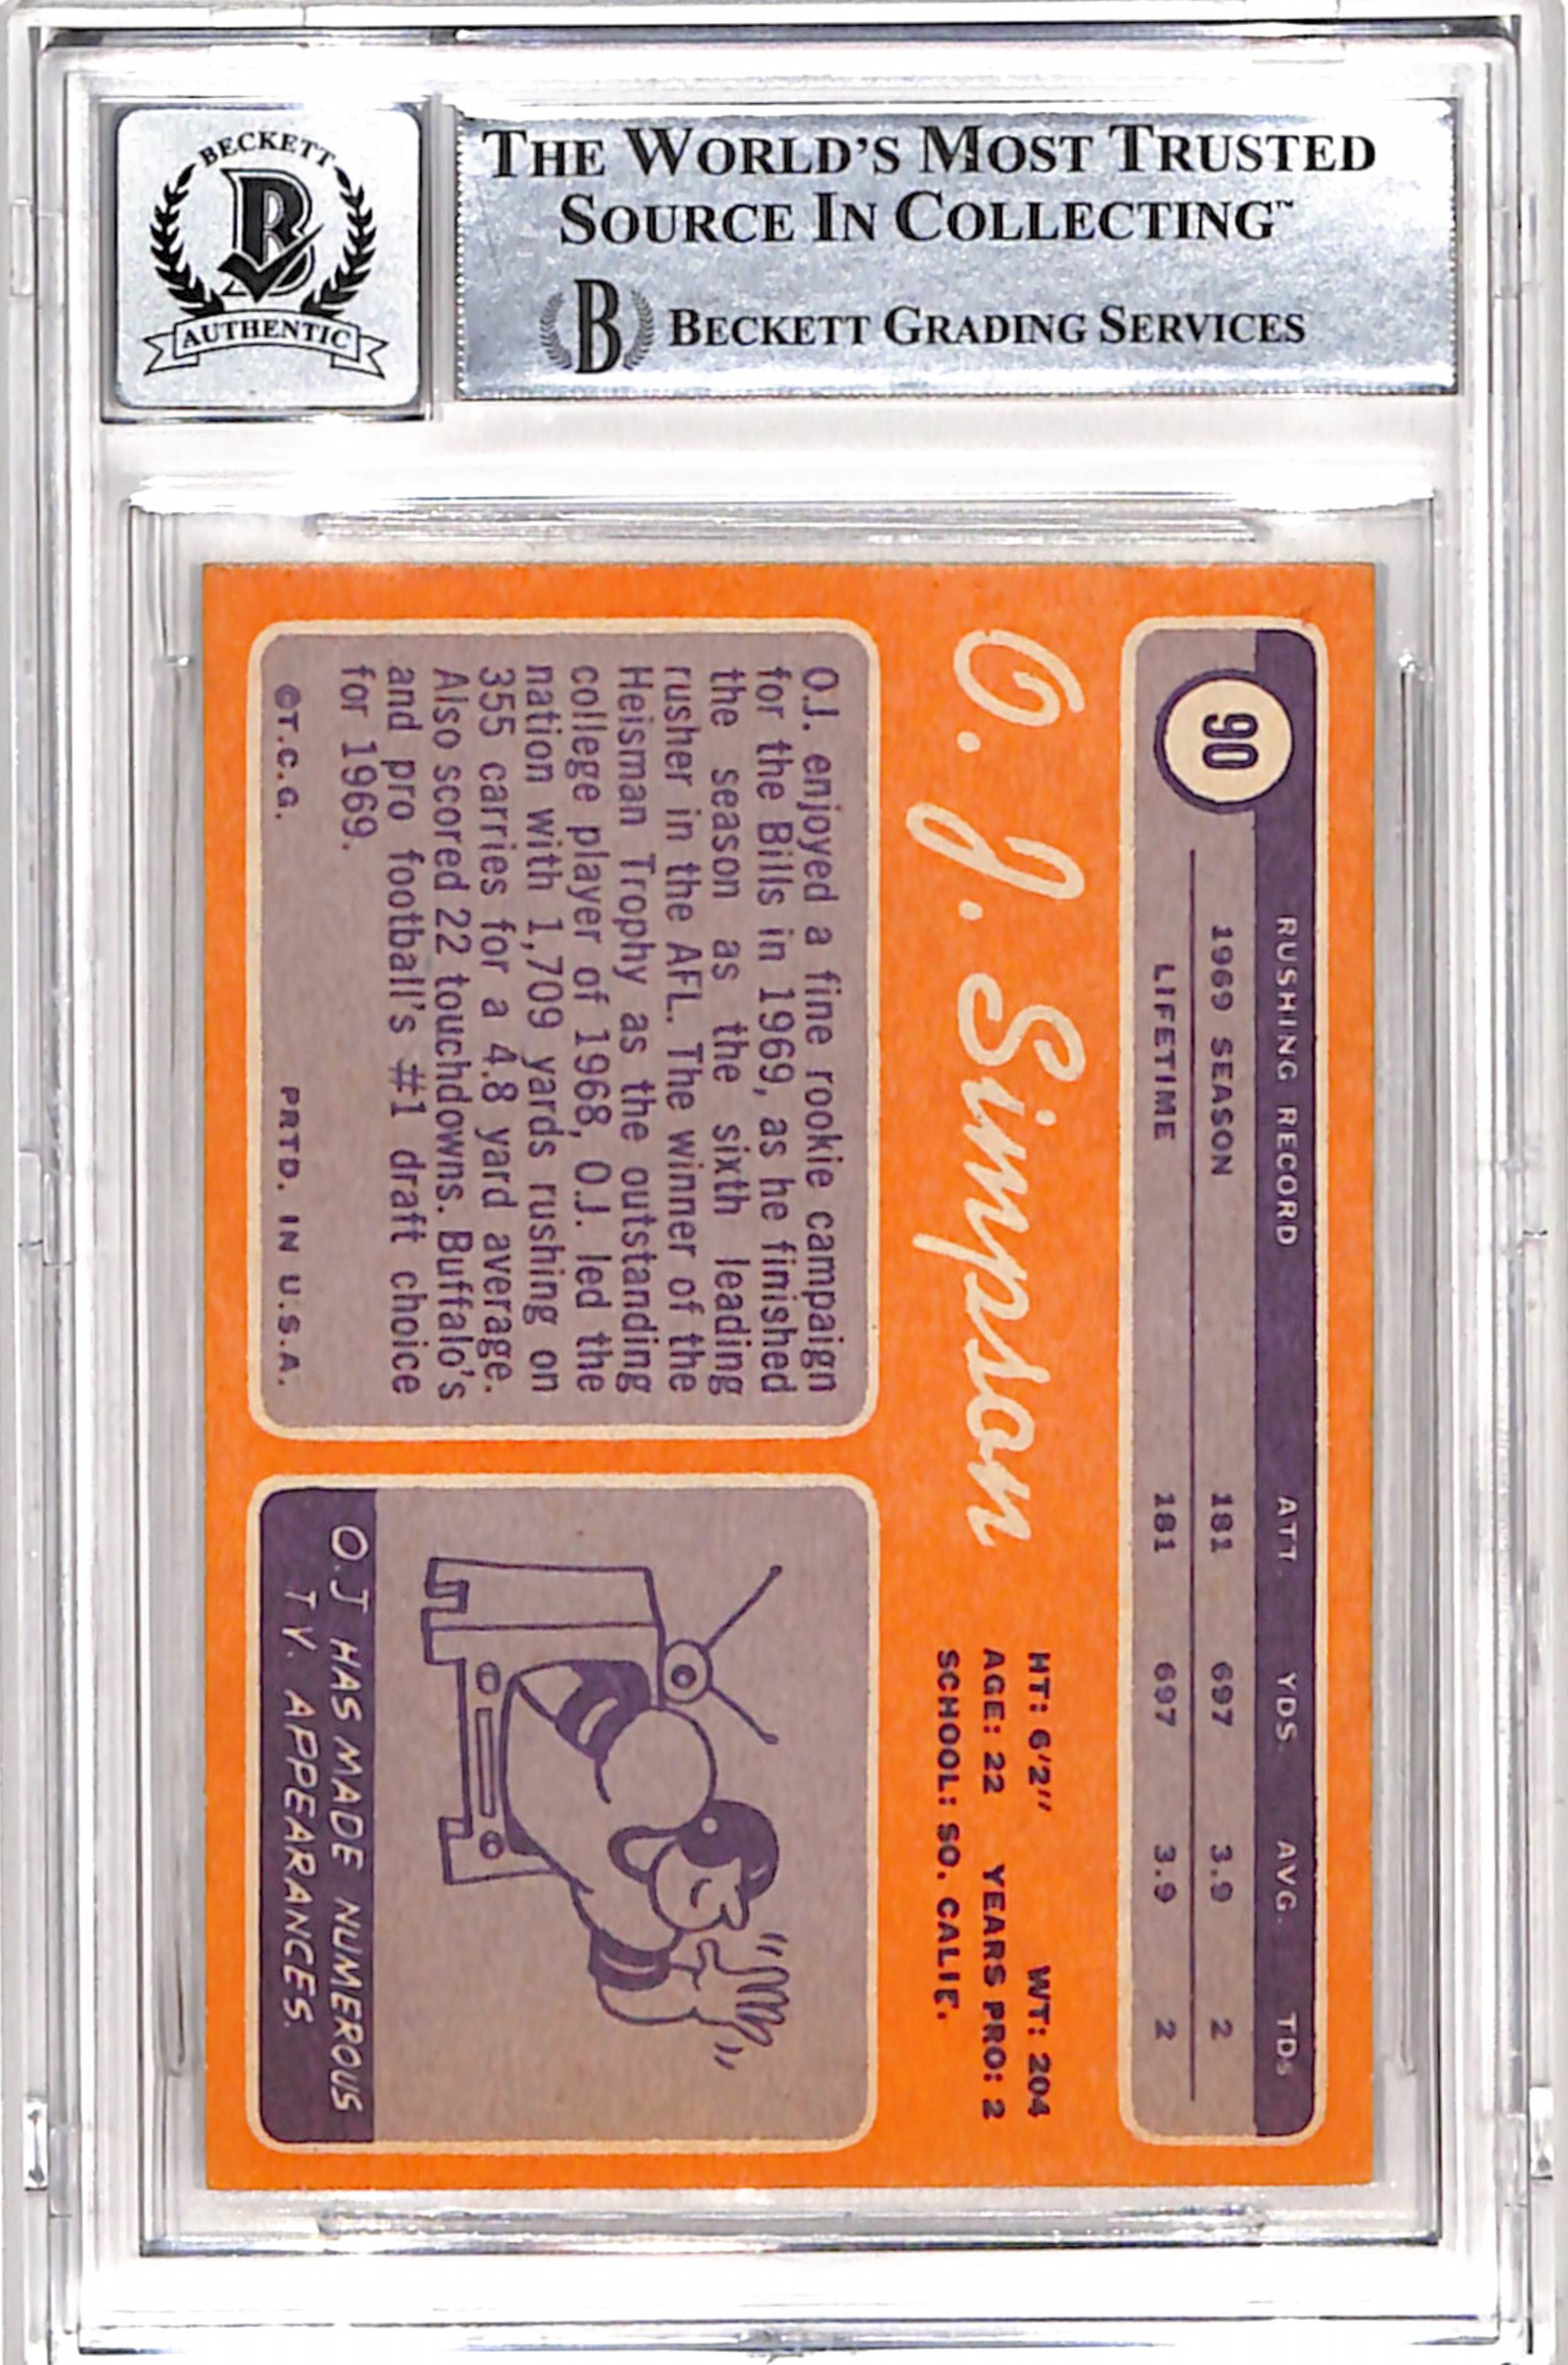 BECKETT
AUTHENTIC
THE WORLD'S MOST TRUSTED
SOURCE IN COLLECTING™
B BECKETT GRADING SERVICES
90
RUSHING RECORD ATT. YDS. AVG. TDs
1969 SEASON 181 697 3.9 2
LIFETIME 181 697 3.9 2
O. J. Simpson
HT: 6'2" WT: 204
AGE: 22 YEARS PRO: 2
SCHOOL: SO. CALIF.
O.J. enjoyed a fine rookie campaign
for the Bills in 1969, as he finished
the season as the sixth leading
rusher in the AFL. The winner of the
Heisman Trophy as the outstanding
college player of 1968, O.J. led the
nation with 1,709 yards rushing on
355 carries for a 4.8 yard average.
Also scored 22 touchdowns. Buffalo's
and pro football's #1 draft choice
for 1969.
©T.C.G. PRTD. IN U.S.A.
O.J HAS MADE NUMEROUS
T.V. APPEARANCES.